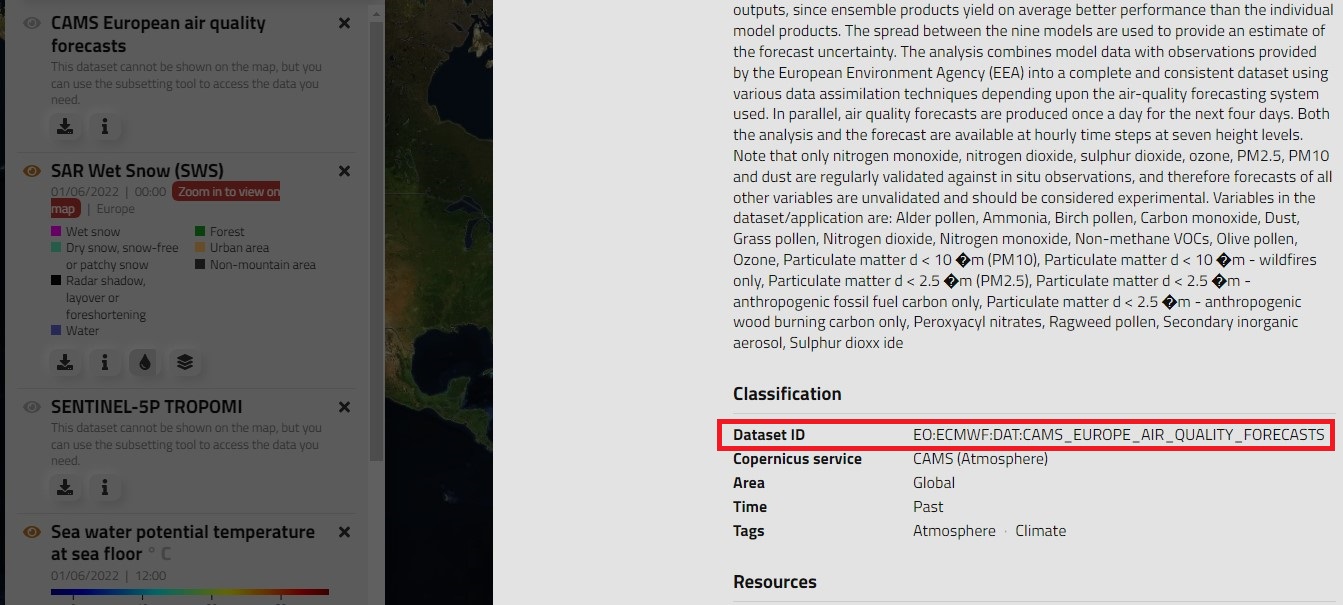 CAMS European air quality
forecasts
This dataset cannot be shown on the map, but you
can use the subsetting tool to access the data you
need.
SAR Wet Snow (SWS)
01/06/2022 | 00:00 Zoom in to view on
map | Europe
Wet snow
Dry snow, snow-free
or patchy snow
Radar shadow,
layover or
foreshortening
Water
Forest
Urban area
Non-mountain area
SENTINEL-5P TROPOMI
This dataset cannot be shown on the map, but you
can use the subsetting tool to access the data you
need.
Sea water potential temperature
at sea floor ° C
01/06/2022 | 12:00
outputs, since ensemble products yield on average better performance than the individual
model products. The spread between the nine models are used to provide an estimate of
the forecast uncertainty. The analysis combines model data with observations provided
by the European Environment Agency (EEA) into a complete and consistent dataset using
various data assimilation techniques depending upon the air-quality forecasting system
used. In parallel, air quality forecasts are produced once a day for the next four days. Both
the analysis and the forecast are available at hourly time steps at seven height levels.
Note that only nitrogen monoxide, nitrogen dioxide, sulphur dioxide, ozone, PM2.5, PM10
and dust are regularly validated against in situ observations, and therefore forecasts of all
other variables are unvalidated and should be considered experimental. Variables in the
dataset/application are: Alder pollen, Ammonia, Birch pollen, Carbon monoxide, Dust,
Grass pollen, Nitrogen dioxide, Nitrogen monoxide, Non-methane VOCs, Olive pollen,
Ozone, Particulate matter d < 10 �m (PM10), Particulate matter d < 10 �m - wildfires
only, Particulate matter d < 2.5 �m (PM2.5), Particulate matter d < 2.5 �m -
anthropogenic fossil fuel carbon only, Particulate matter d < 2.5 �m - anthropogenic
wood burning carbon only, Peroxyacyl nitrates, Ragweed pollen, Secondary inorganic
aerosol, Sulphur dioxx ide
Classification
Dataset ID EO:ECMWF:DAT:CAMS_EUROPE_AIR_QUALITY_FORECASTS
Copernicus service CAMS (Atmosphere)
Area Global
Time Past
Tags Atmosphere · Climate
Resources